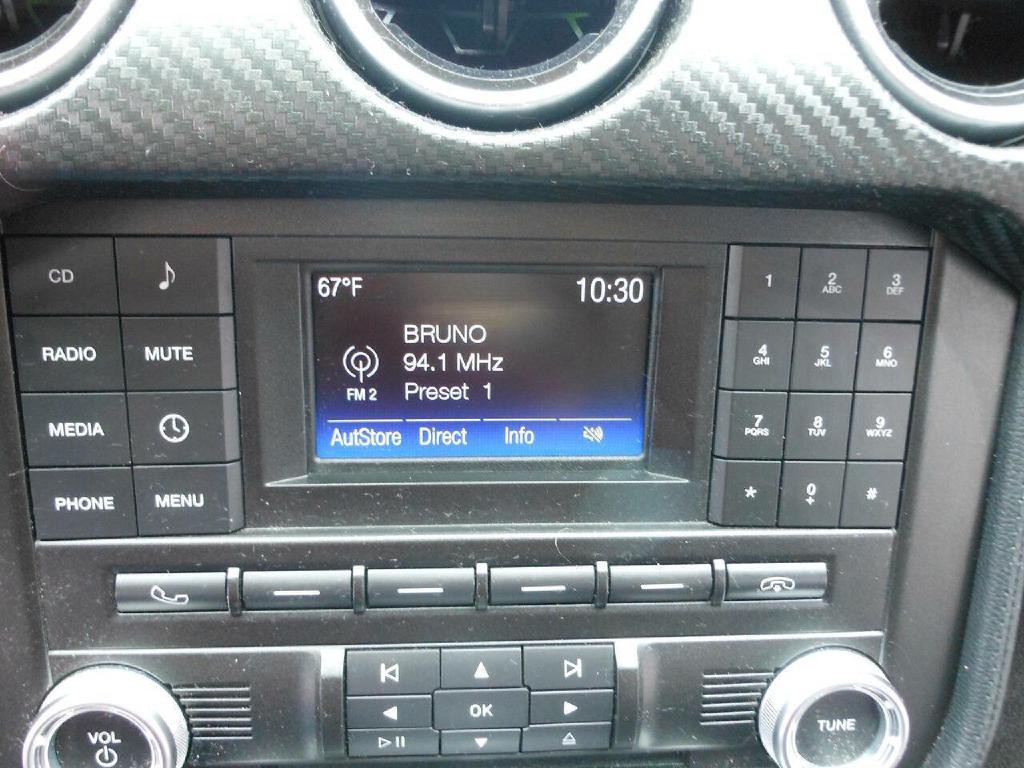 67°F 10:30
BRUNO
94.1 MHz
FM 2 Preset 1
AutStore Direct Info
CD
RADIO MUTE
MEDIA
PHONE MENU
1 2 ABC 3 DEF
4 GHI 5 JKL 6 MNO
7 PQRS 8 TUV 9 WXYZ
* 0 + #
OK
VOL
TUNE